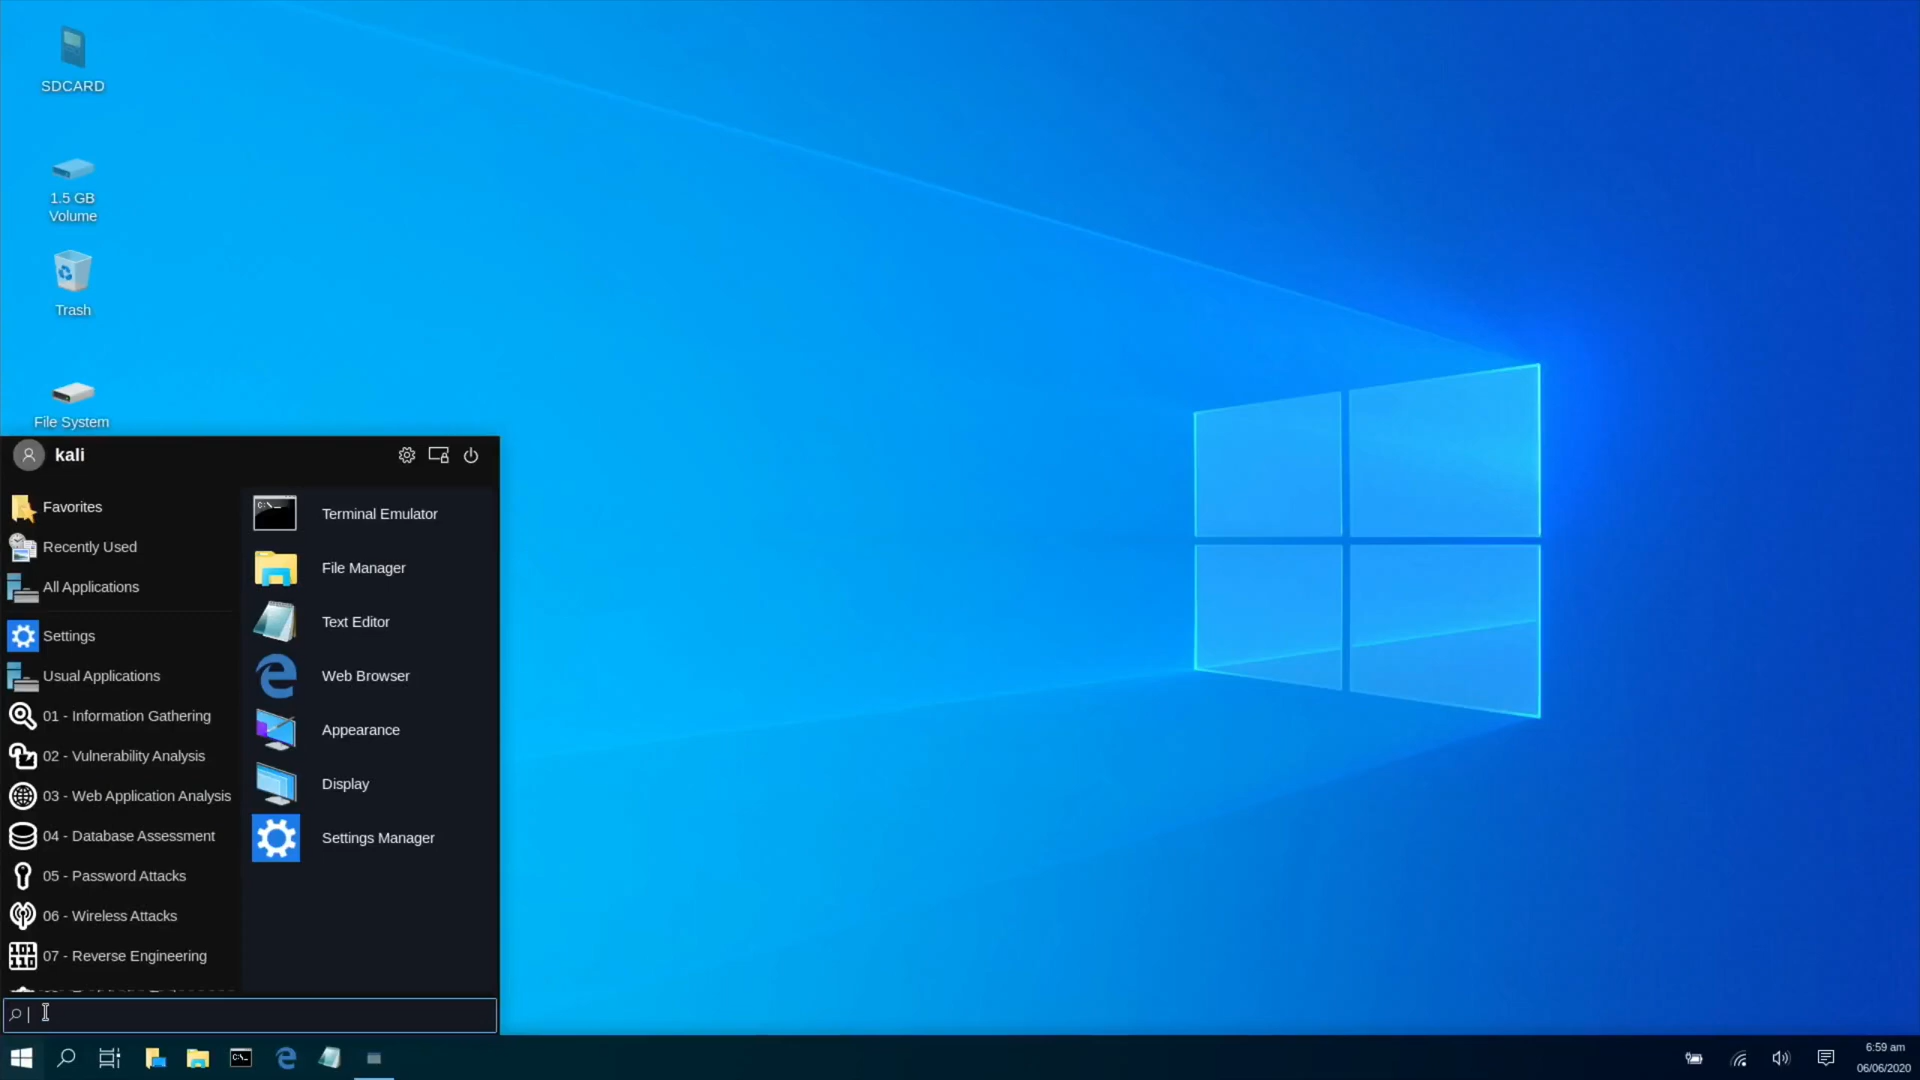 SDCARD
1.5 GB
Volume
Trash
File System
kali
Favorites
Recently Used
All Applications
Settings
Usual Applications
01 - Information Gathering
02 - Vulnerability Analysis
03 - Web Application Analysis
04 - Database Assessment
05 - Password Attacks
06 - Wireless Attacks
07 - Reverse Engineering
Terminal Emulator
File Manager
Text Editor
Web Browser
Appearance
Display
Settings Manager
6:59 am
06/06/2020